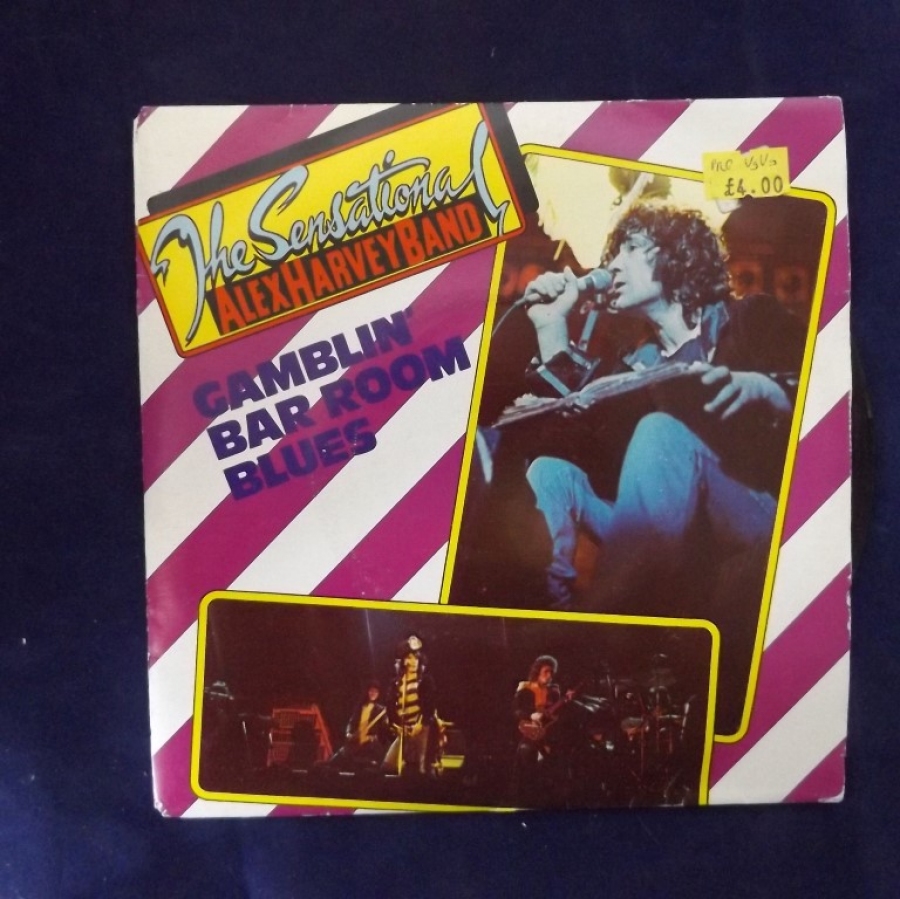 The Sensational
ALEX HARVEY BAND
GAMBLIN'
BAR ROOM
BLUES
£4.00